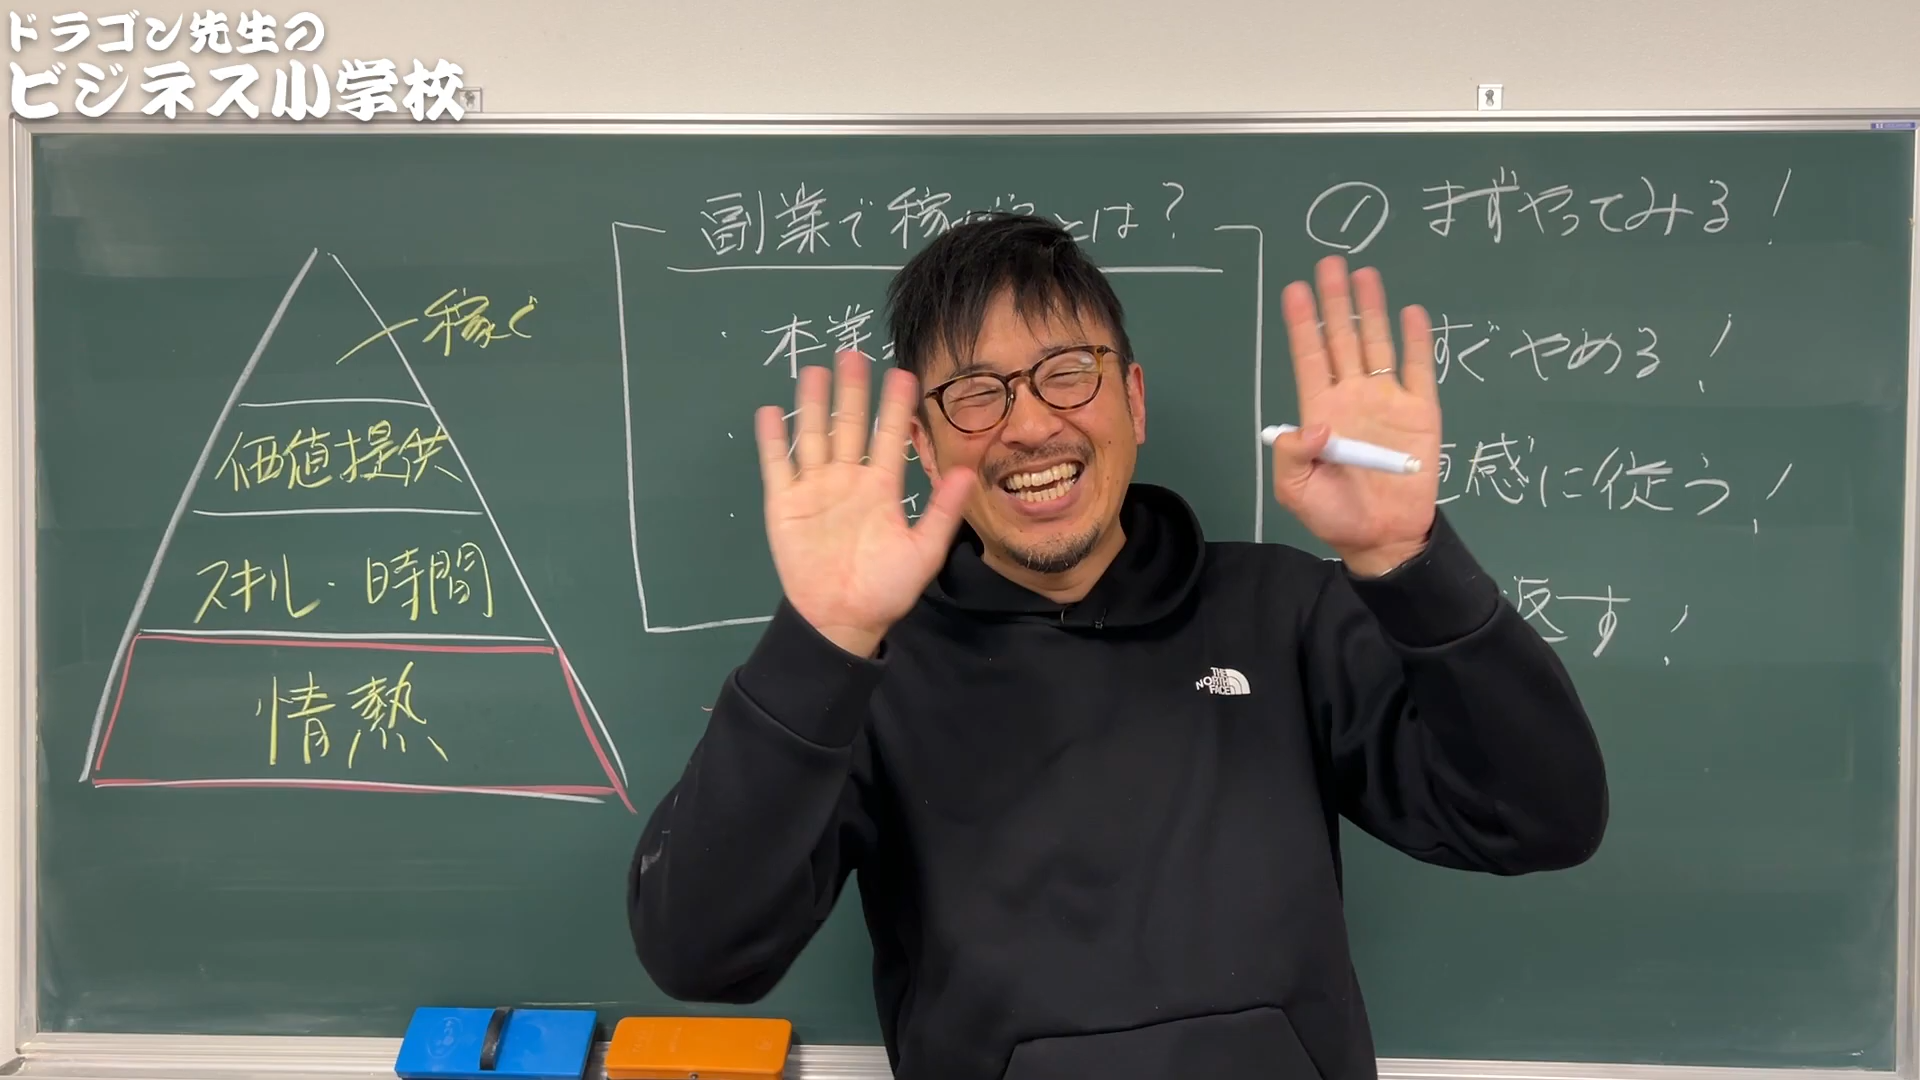 ドラゴン先生の
ビジネス小学校
稼ぐ
価値提供
スキル・時間
情熱
副業で稼ぐとは？
・本業
・
・
① まずやってみる！
すぐやめる！
直感に従う！
返す！
THE
NORTH
FACE